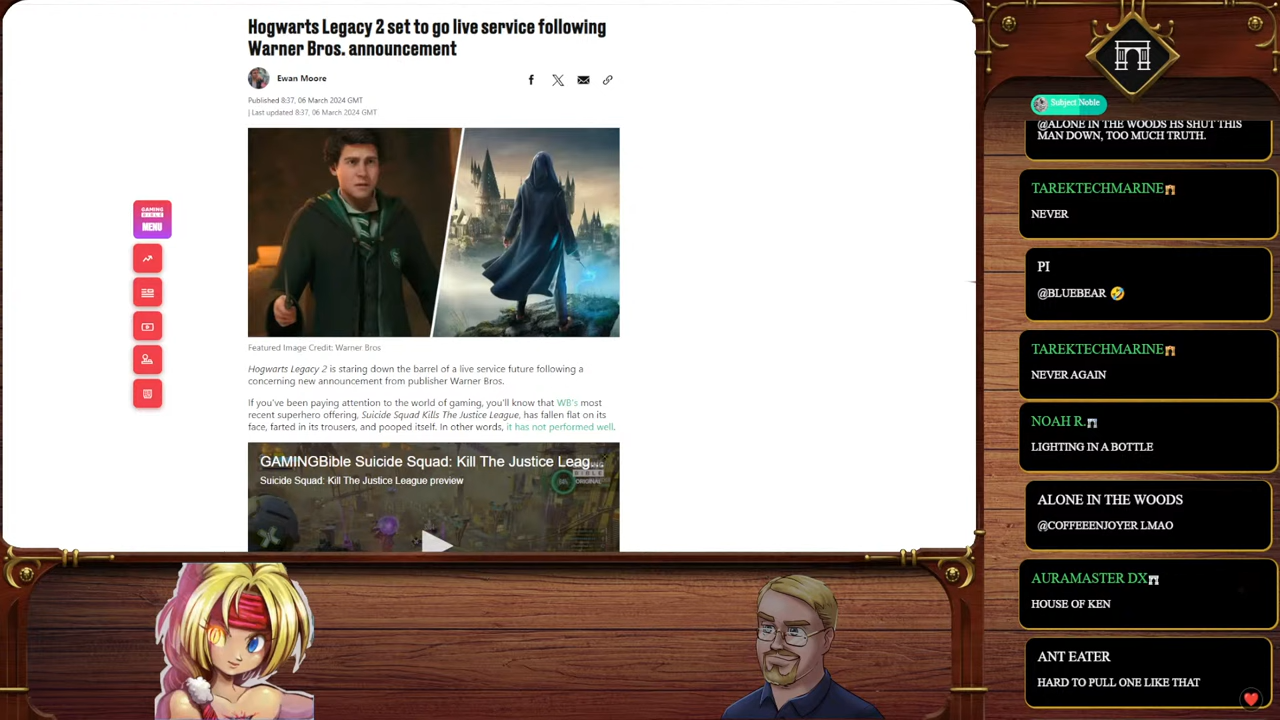 Hogwarts Legacy 2 set to go live service following
Warner Bros. announcement
Ewan Moore
Published 8:37, 06 March 2024 GMT
| Last updated 8:37, 06 March 2024 GMT
GAMING
BIBLE
MENU
Featured Image Credit: Warner Bros
Hogwarts Legacy 2 is staring down the barrel of a live service future following a
concerning new announcement from publisher Warner Bros.
If you've been paying attention to the world of gaming, you'll know that WB's most
recent superhero offering, Suicide Squad Kills The Justice League, has fallen flat on its
face, farted in its trousers, and pooped itself. In other words, it has not performed well.
GAMINGBible Suicide Squad: Kill The Justice Leag...
Suicide Squad: Kill The Justice League preview
ORIGINAL
Subject Noble
@ALONE IN THE WOODS HS SHUT THIS
MAN DOWN, TOO MUCH TRUTH.
TAREKTECHMARINE
NEVER
PI
@BLUEBEAR 🤣
TAREKTECHMARINE
NEVER AGAIN
NOAH R.
LIGHTING IN A BOTTLE
ALONE IN THE WOODS
@COFFEEENJOYER LMAO
AURAMASTER DX
HOUSE OF KEN
ANT EATER
HARD TO PULL ONE LIKE THAT